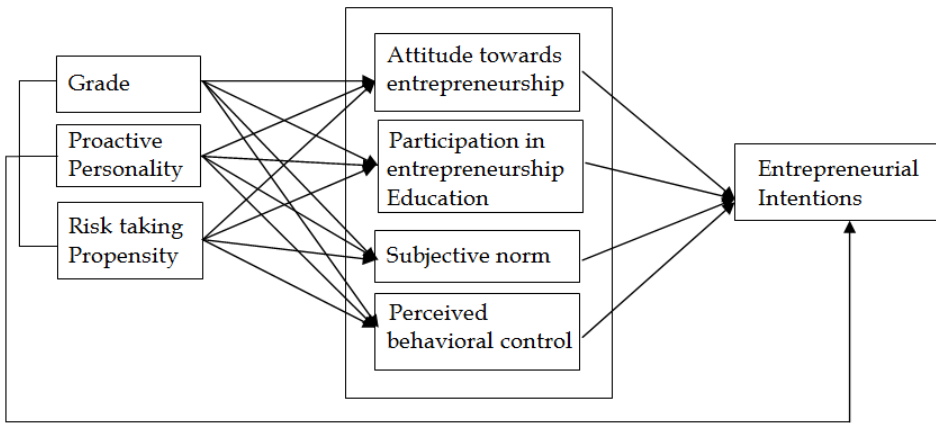 Grade
Proactive
Personality
Risk taking
Propensity
Attitude towards
entrepreneurship
Participation in
entrepreneurship
Education
Subjective norm
Perceived
behavioral control
Entrepreneurial
Intentions